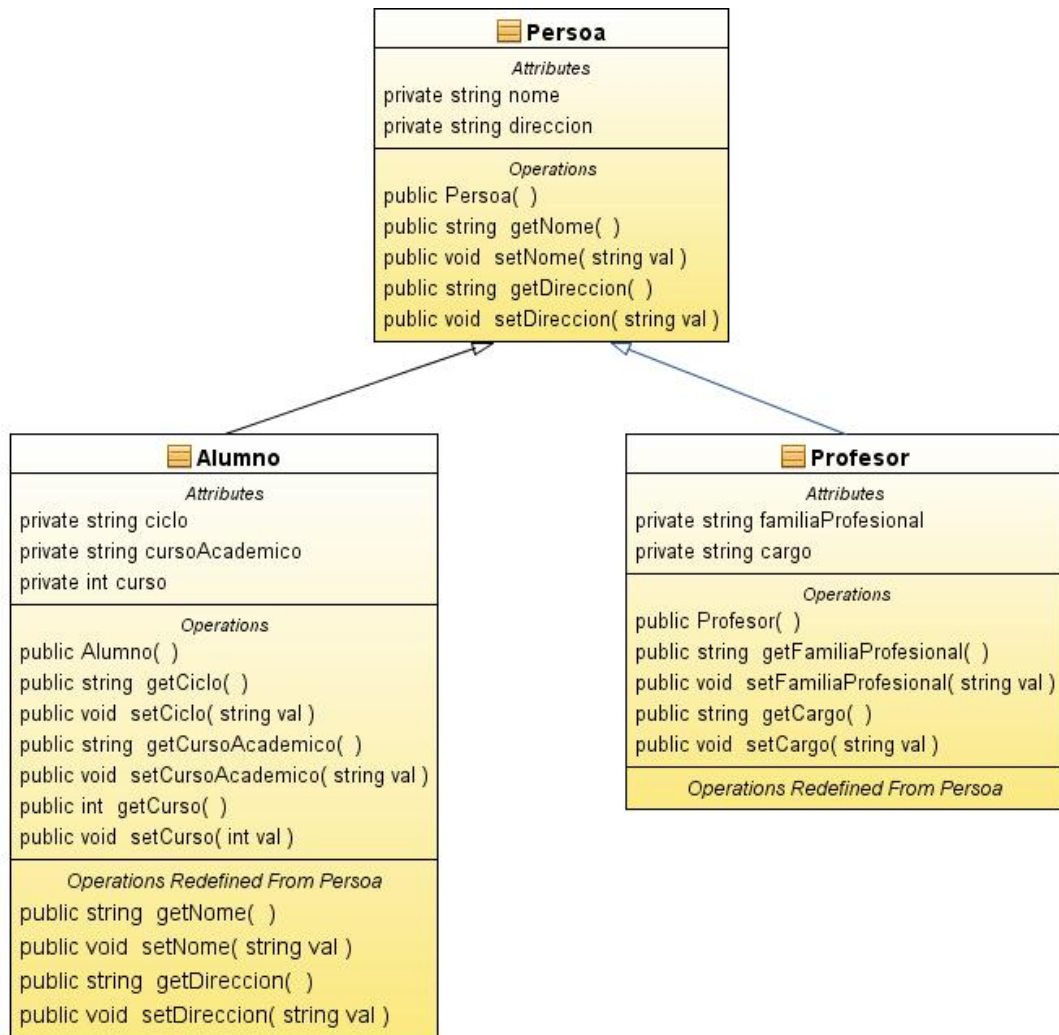 Persoa
Attributes
private string nome
private string direccion
Operations
public Persoa( )
public string getNome( )
public void setNome( string val )
public string getDireccion( )
public void setDireccion( string val )
Alumno
Attributes
private string ciclo
private string cursoAcademico
private int curso
Operations
public Alumno( )
public string getCiclo( )
public void setCiclo( string val )
public string getCursoAcademico( )
public void setCursoAcademico( string val )
public int getCurso( )
public void setCurso( int val )
Operations Redefined From Persoa
public string getNome( )
public void setNome( string val )
public string getDireccion( )
public void setDireccion( string val )
Profesor
Attributes
private string familiaProfesional
private string cargo
Operations
public Profesor( )
public string getFamiliaProfesional( )
public void setFamiliaProfesional( string val )
public string getCargo( )
public void setCargo( string val )
Operations Redefined From Persoa